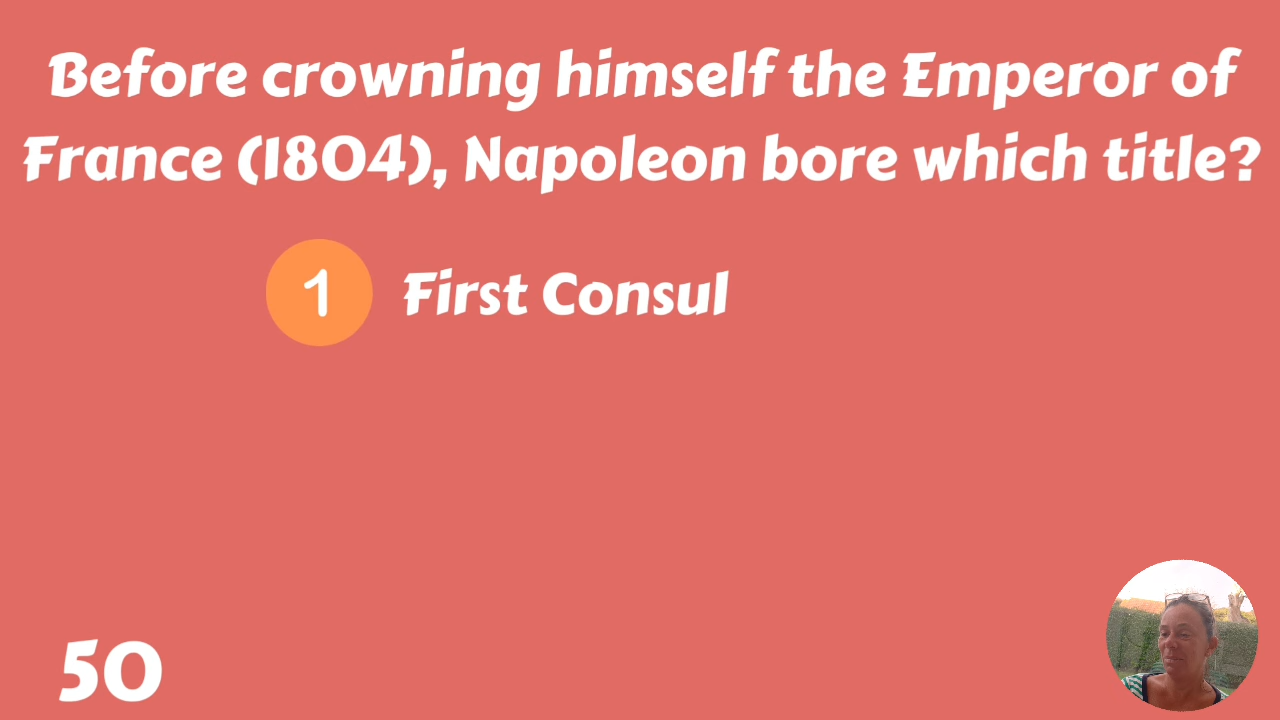 Before crowning himself the Emperor of
France (1804), Napoleon bore which title?
1 First Consul
50